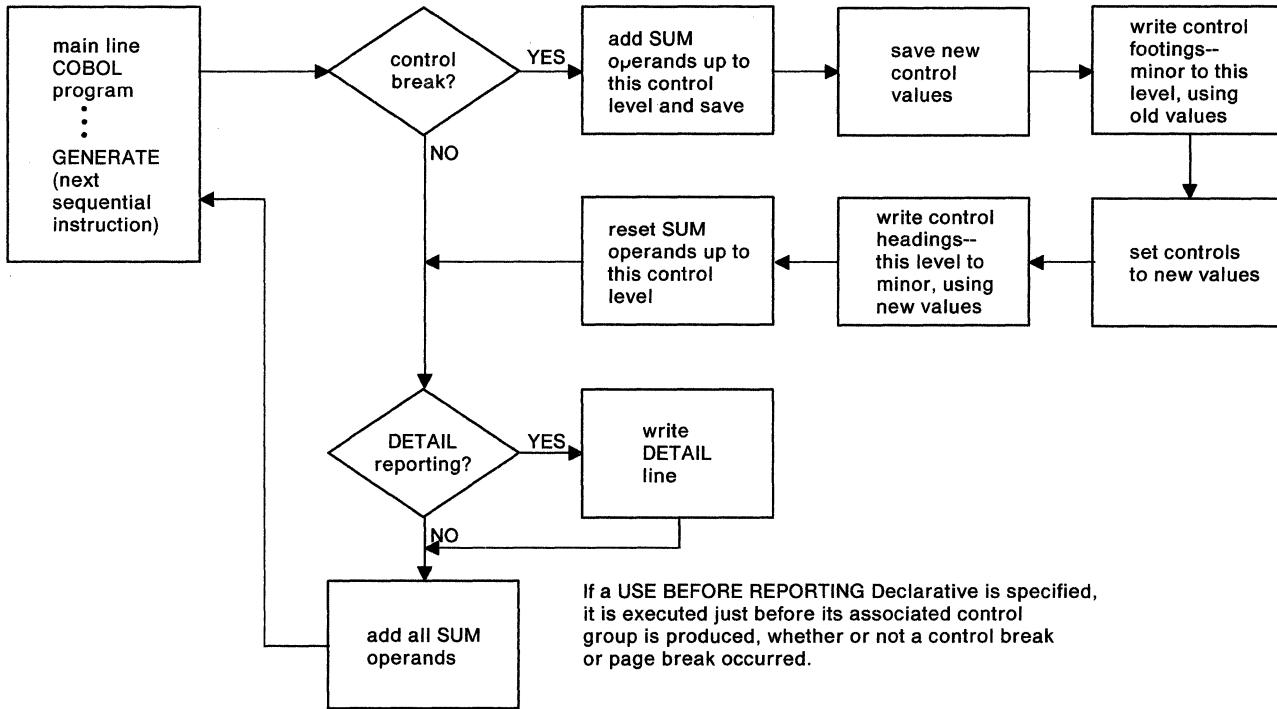 main line
COBOL
program
•
•
•
GENERATE
(next
sequential
instruction)
control
break?
YES
NO
add SUM
operands up to
this control
level and save
save new
control
values
write control
footings--
minor to this
level, using
old values
set controls
to new values
write control
headings--
this level to
minor, using
new values
reset SUM
operands up to
this control
level
DETAIL
reporting?
YES
NO
write
DETAIL
line
add all SUM
operands
If a USE BEFORE REPORTING Declarative is specified,
it is executed just before its associated control
group is produced, whether or not a control break
or page break occurred.